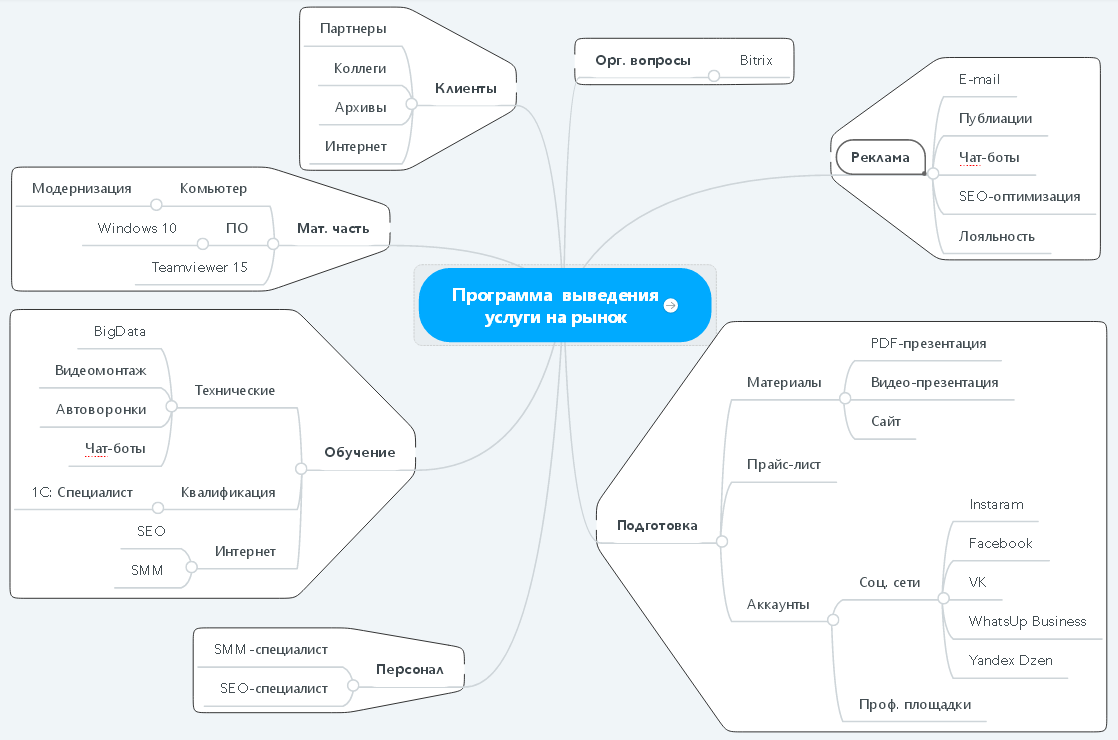 Программа выведения
услуги на рынок
Орг. вопросы
Bitrix
Реклама
E-mail
Публиации
Чат-боты
SEO-оптимизация
Лояльность
Подготовка
Материалы
PDF-презентация
Видео-презентация
Сайт
Прайс-лист
Аккаунты
Соц. сети
Instaram
Facebook
VK
WhatsUp Business
Yandex Dzen
Проф. площадки
Клиенты
Партнеры
Коллеги
Архивы
Интернет
Мат. часть
Комьютер
Модернизация
ПО
Windows 10
Teamviewer 15
Обучение
Технические
BigData
Видеомонтаж
Автоворонки
Чат-боты
Квалификация
1С: Специалист
Интернет
SEO
SMM
Персонал
SMM-специалист
SEO-специалист